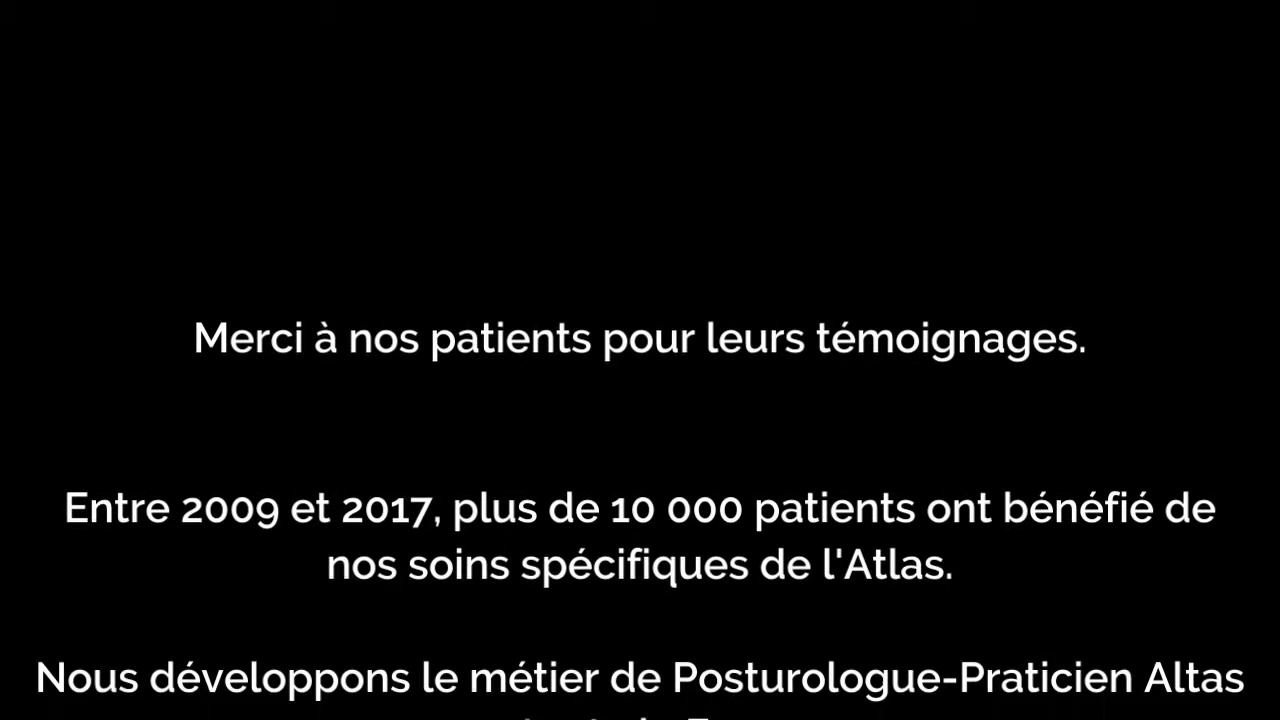 Merci à nos patients pour leurs témoignages.
Entre 2009 et 2017, plus de 10 000 patients ont bénéfié de
nos soins spécifiques de l'Atlas.
Nous développons le métier de Posturologue-Praticien Altas